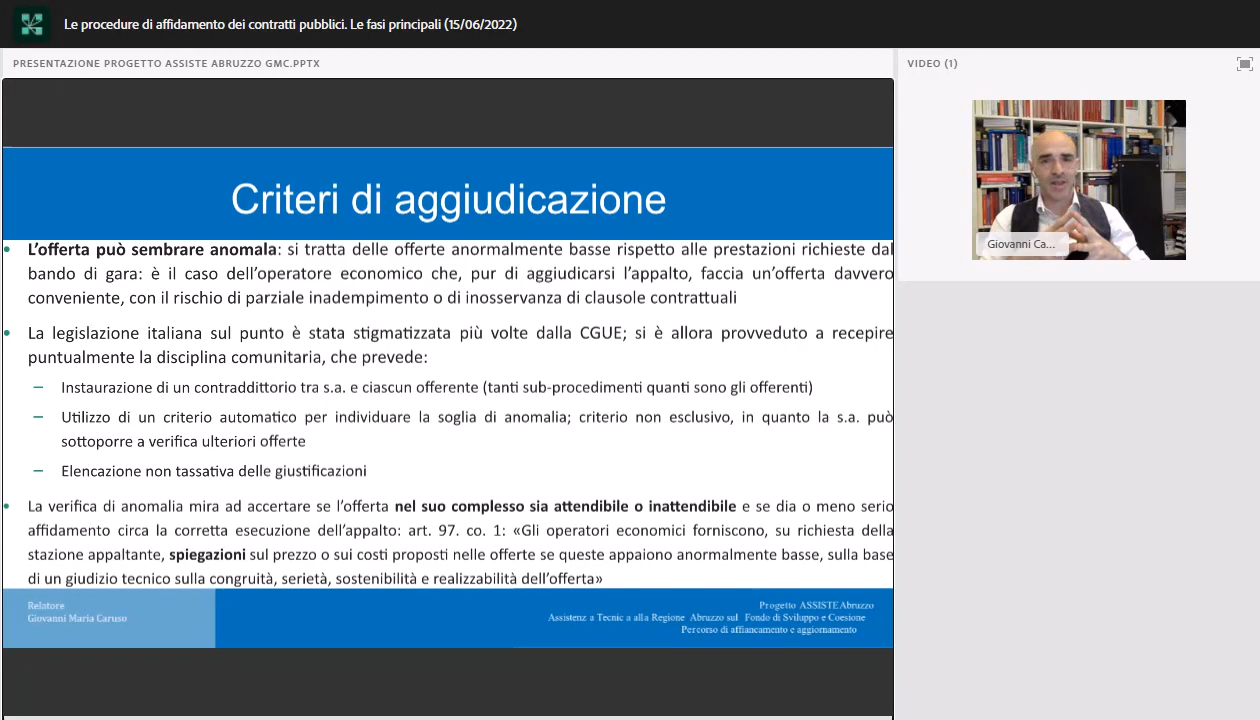 Le procedure di affidamento dei contratti pubblici. Le fasi principali (15/06/2022)
PRESENTAZIONE PROGETTO ASSISTE ABRUZZO GMC.PPTX
VIDEO (1)
Giovanni Ca...
Criteri di aggiudicazione
• L'offerta può sembrare anomala: si tratta delle offerte anormalmente basse rispetto alle prestazioni richieste dal
bando di gara: è il caso dell'operatore economico che, pur di aggiudicarsi l'appalto, faccia un'offerta davvero
conveniente, con il rischio di parziale inadempimento o di inosservanza di clausole contrattuali
• La legislazione italiana sul punto è stata stigmatizzata più volte dalla CGUE; si è allora provveduto a recepire
puntualmente la disciplina comunitaria, che prevede:
– Instaurazione di un contraddittorio tra s.a. e ciascun offerente (tanti sub-procedimenti quanti sono gli offerenti)
– Utilizzo di un criterio automatico per individuare la soglia di anomalia; criterio non esclusivo, in quanto la s.a. può
sottoporre a verifica ulteriori offerte
– Elencazione non tassativa delle giustificazioni
• La verifica di anomalia mira ad accertare se l'offerta nel suo complesso sia attendibile o inattendibile e se dia o meno serio
affidamento circa la corretta esecuzione dell'appalto: art. 97. co. 1: «Gli operatori economici forniscono, su richiesta della
stazione appaltante, spiegazioni sul prezzo o sui costi proposti nelle offerte se queste appaiono anormalmente basse, sulla base
di un giudizio tecnico sulla congruità, serietà, sostenibilità e realizzabilità dell'offerta»
Relatore
Giovanni Maria Caruso
Progetto ASSISTE Abruzzo
Assistenz a Tecnic a alla Regione Abruzzo sul Fondo di Sviluppo e Coesione
Percorso di affiancamento e aggiornamento